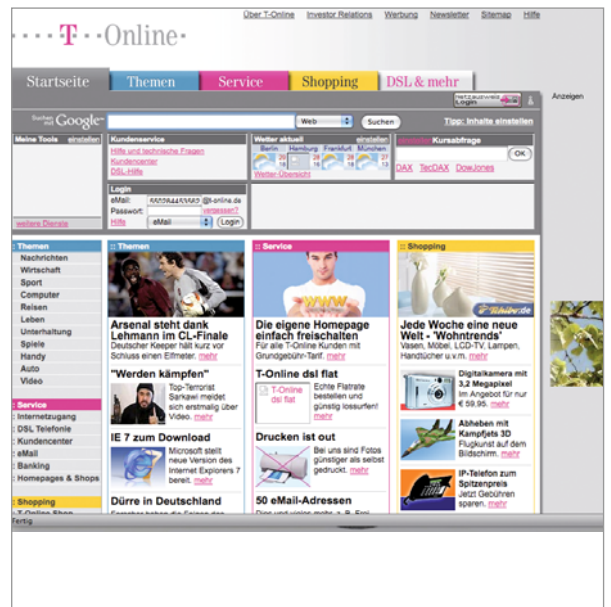 Über T-Online Investor Relations Werbung Newsletter Sitemap Hilfe
T Online
Startseite Themen Service Shopping DSL & mehr
Netzausweis
Login
Anzeigen
Suchen mit Google Web Suchen Tipp: Inhalte einstellen
Meine Tools einstellen
Kundenservice
Hilfe und technische Fragen
Kundencenter
DSL-Hilfe
Wetter aktuell einstellen
Berlin Hamburg Frankfurt München
Wetter-Übersicht
Kursabfrage
OK
DAX TecDAX DowJones
weitere Dienste
Login
eMail: @t-online.de
Passwort: vergessen?
Hilfe eMail Login
:: Themen
Nachrichten
Wirtschaft
Sport
Computer
Reisen
Leben
Unterhaltung
Spiele
Handy
Auto
Video
:: Service
Internetzugang
DSL Telefonie
Kundencenter
eMail
Banking
Homepages & Shops
:: Shopping
T-Online Shop
:: Themen
Arsenal steht dank
Lehmann im CL-Finale
Deutscher Keeper hält kurz vor
Schluss einen Elfmeter. mehr
"Werden kämpfen"
Top-Terrorist
Sarkawi meldet
sich erstmalig über
Video. mehr
IE 7 zum Download
Microsoft stellt
neue Version des
Internet Explorers 7
bereit. mehr
Dürre in Deutschland
:: Service
www
Die eigene Homepage
einfach freischalten
Für alle T-Online Kunden mit
Grundgebühr-Tarif. mehr
T-Online dsl flat
T-Online
dsl flat
Echte Flatrate
bestellen und
günstig lossurfen!
mehr
Drucken ist out
Bei uns sind Fotos
günstiger als selbst
gedruckt. mehr
50 eMail-Adressen
:: Shopping
Jede Woche eine neue
Welt - 'Wohntrends'
Vasen, Möbel, LCD-TV, Lampen,
Handtücher u.v.m. mehr
Digitalkamera mit
3,2 Megapixel
Im Angebot für nur
€ 59,95. mehr
Abheben mit
Kampfjets 3D
Flugkunst auf dem
Bildschirm. mehr
IP-Telefon zum
Spitzenpreis
Jetzt Gebühren
sparen. mehr
Fertig